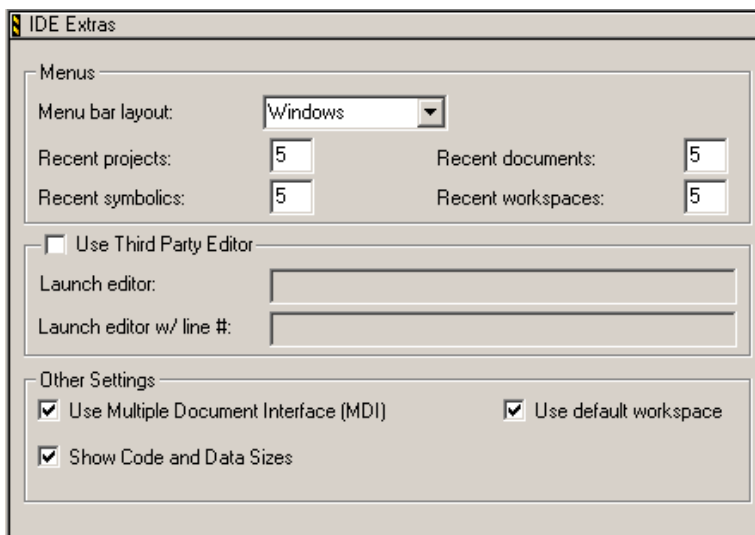 IDE Extras
Menus
Menu bar layout: Windows
Recent projects: 5 Recent documents: 5
Recent symbolics: 5 Recent workspaces: 5
Use Third Party Editor
Launch editor:
Launch editor w/ line #:
Other Settings
Use Multiple Document Interface (MDI) Use default workspace
Show Code and Data Sizes